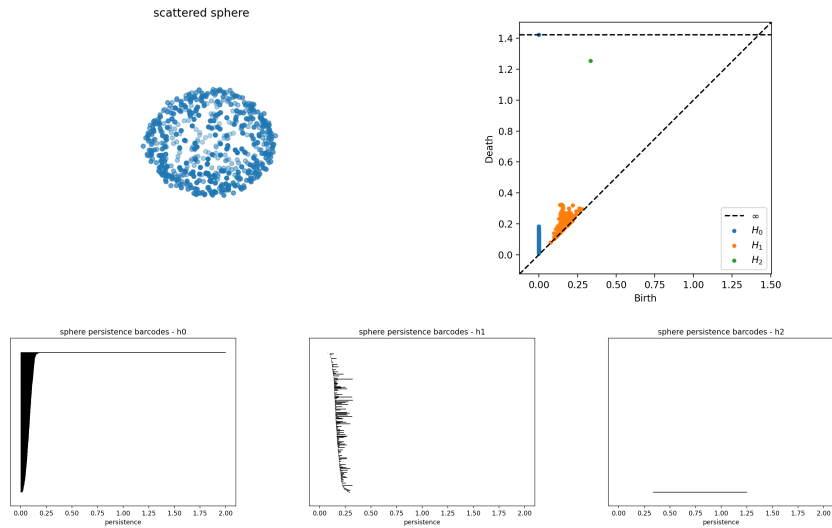 scattered sphere
1.4
1.2
1.0
0.8
0.6
0.4
0.2
0.0
Death
∞
H₀
H₁
H₂
0.00 0.25 0.50 0.75 1.00 1.25 1.50
Birth
sphere persistence barcodes - h0
0.00 0.25 0.50 0.75 1.00 1.25 1.50 1.75 2.00
persistence
sphere persistence barcodes - h1
0.00 0.25 0.50 0.75 1.00 1.25 1.50 1.75 2.00
persistence
sphere persistence barcodes - h2
0.00 0.25 0.50 0.75 1.00 1.25 1.50 1.75 2.00
persistence